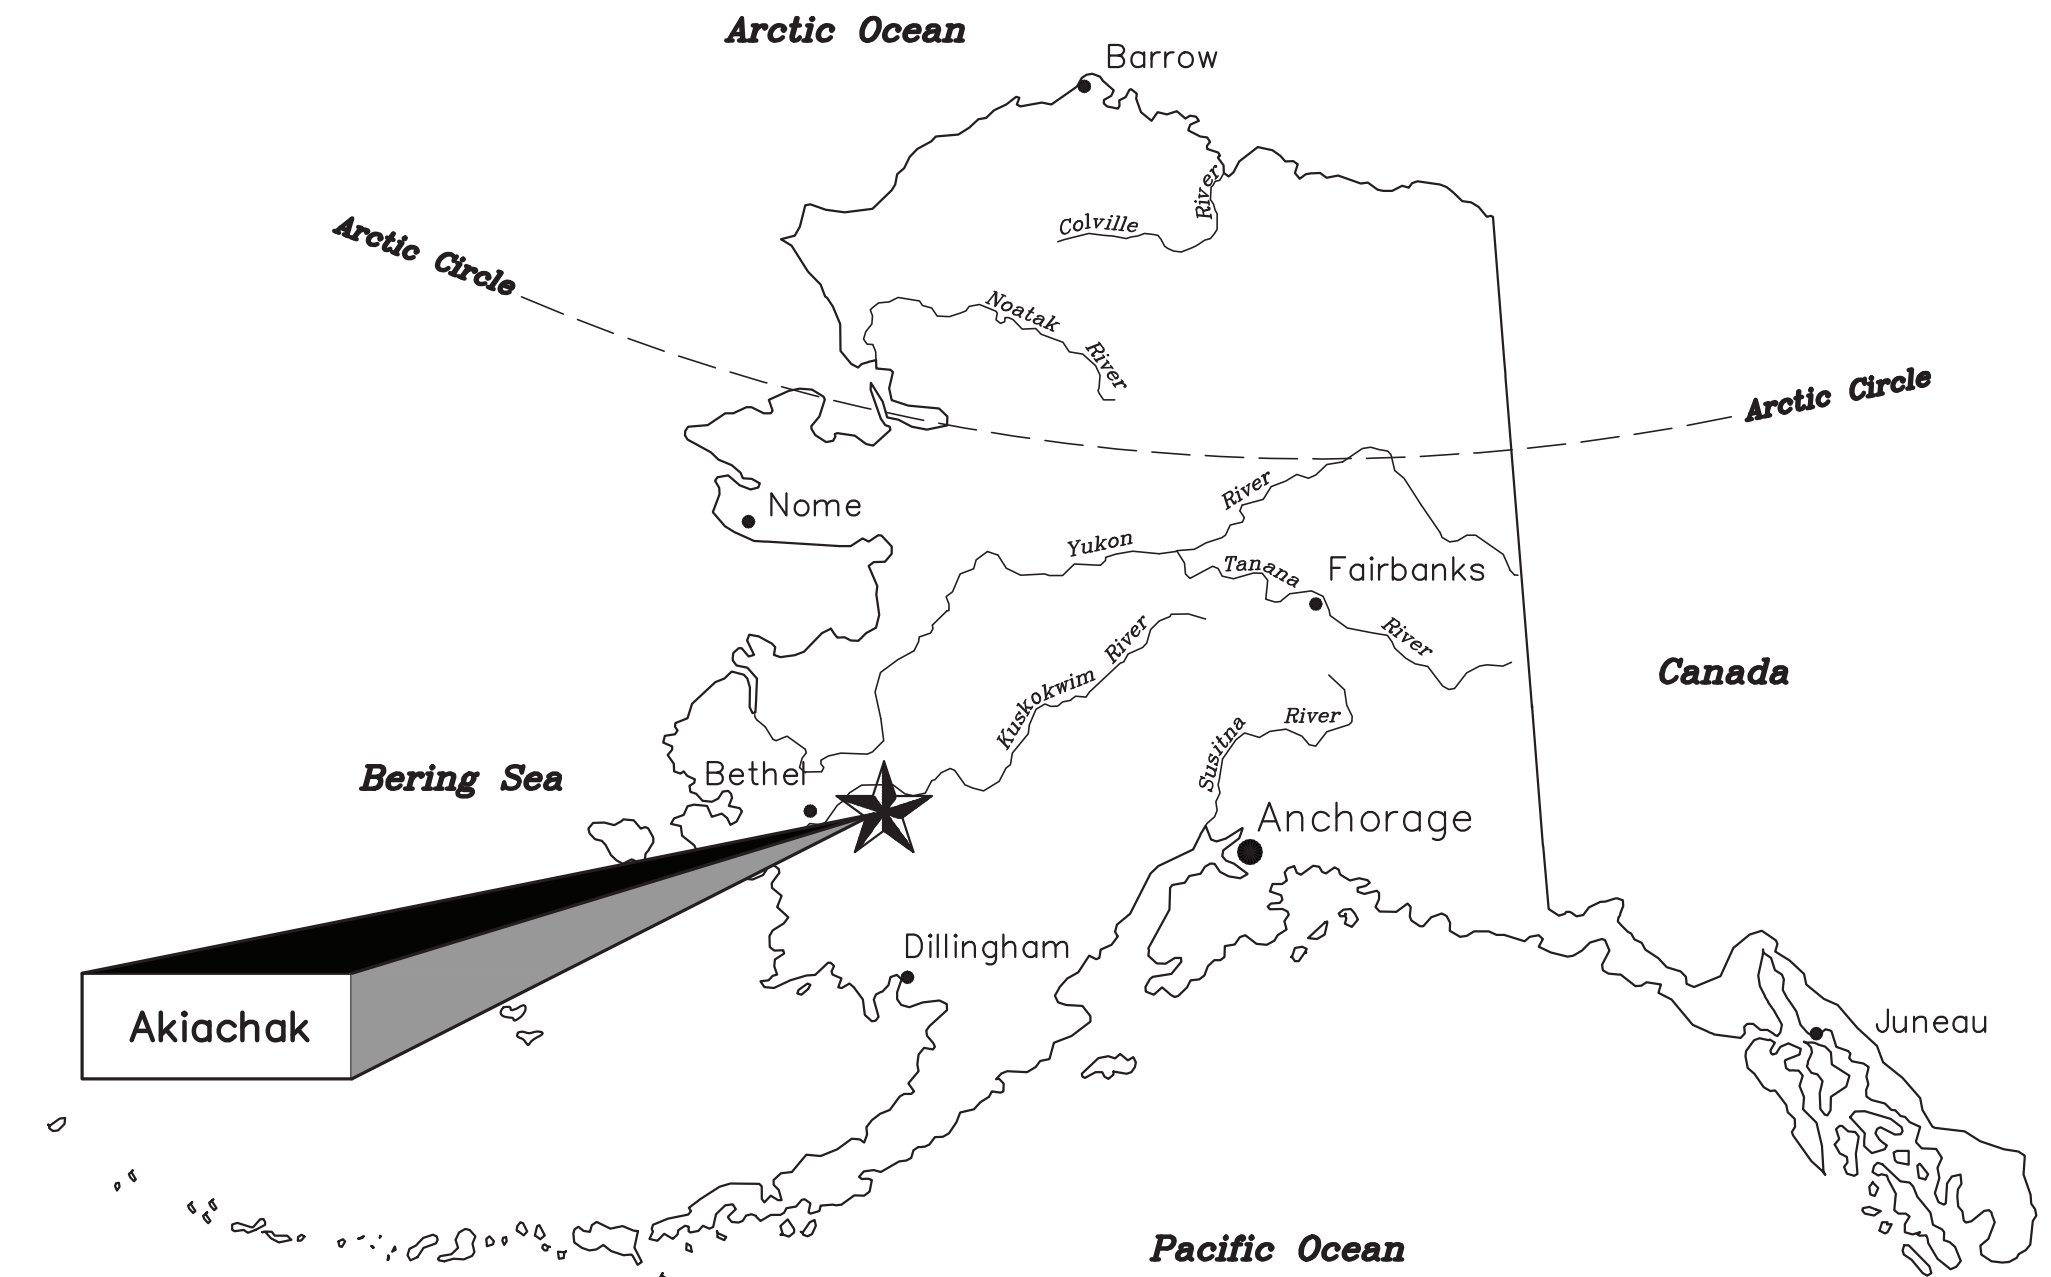 Arctic Ocean
Barrow
Arctic Circle
Colville River
Noatak River
Arctic Circle
Nome
Yukon River
Tanana River
Fairbanks
Kuskokwim River
Canada
Susitna River
Bering Sea
Bethel
Anchorage
Dillingham
Akiachak
Juneau
Pacific Ocean